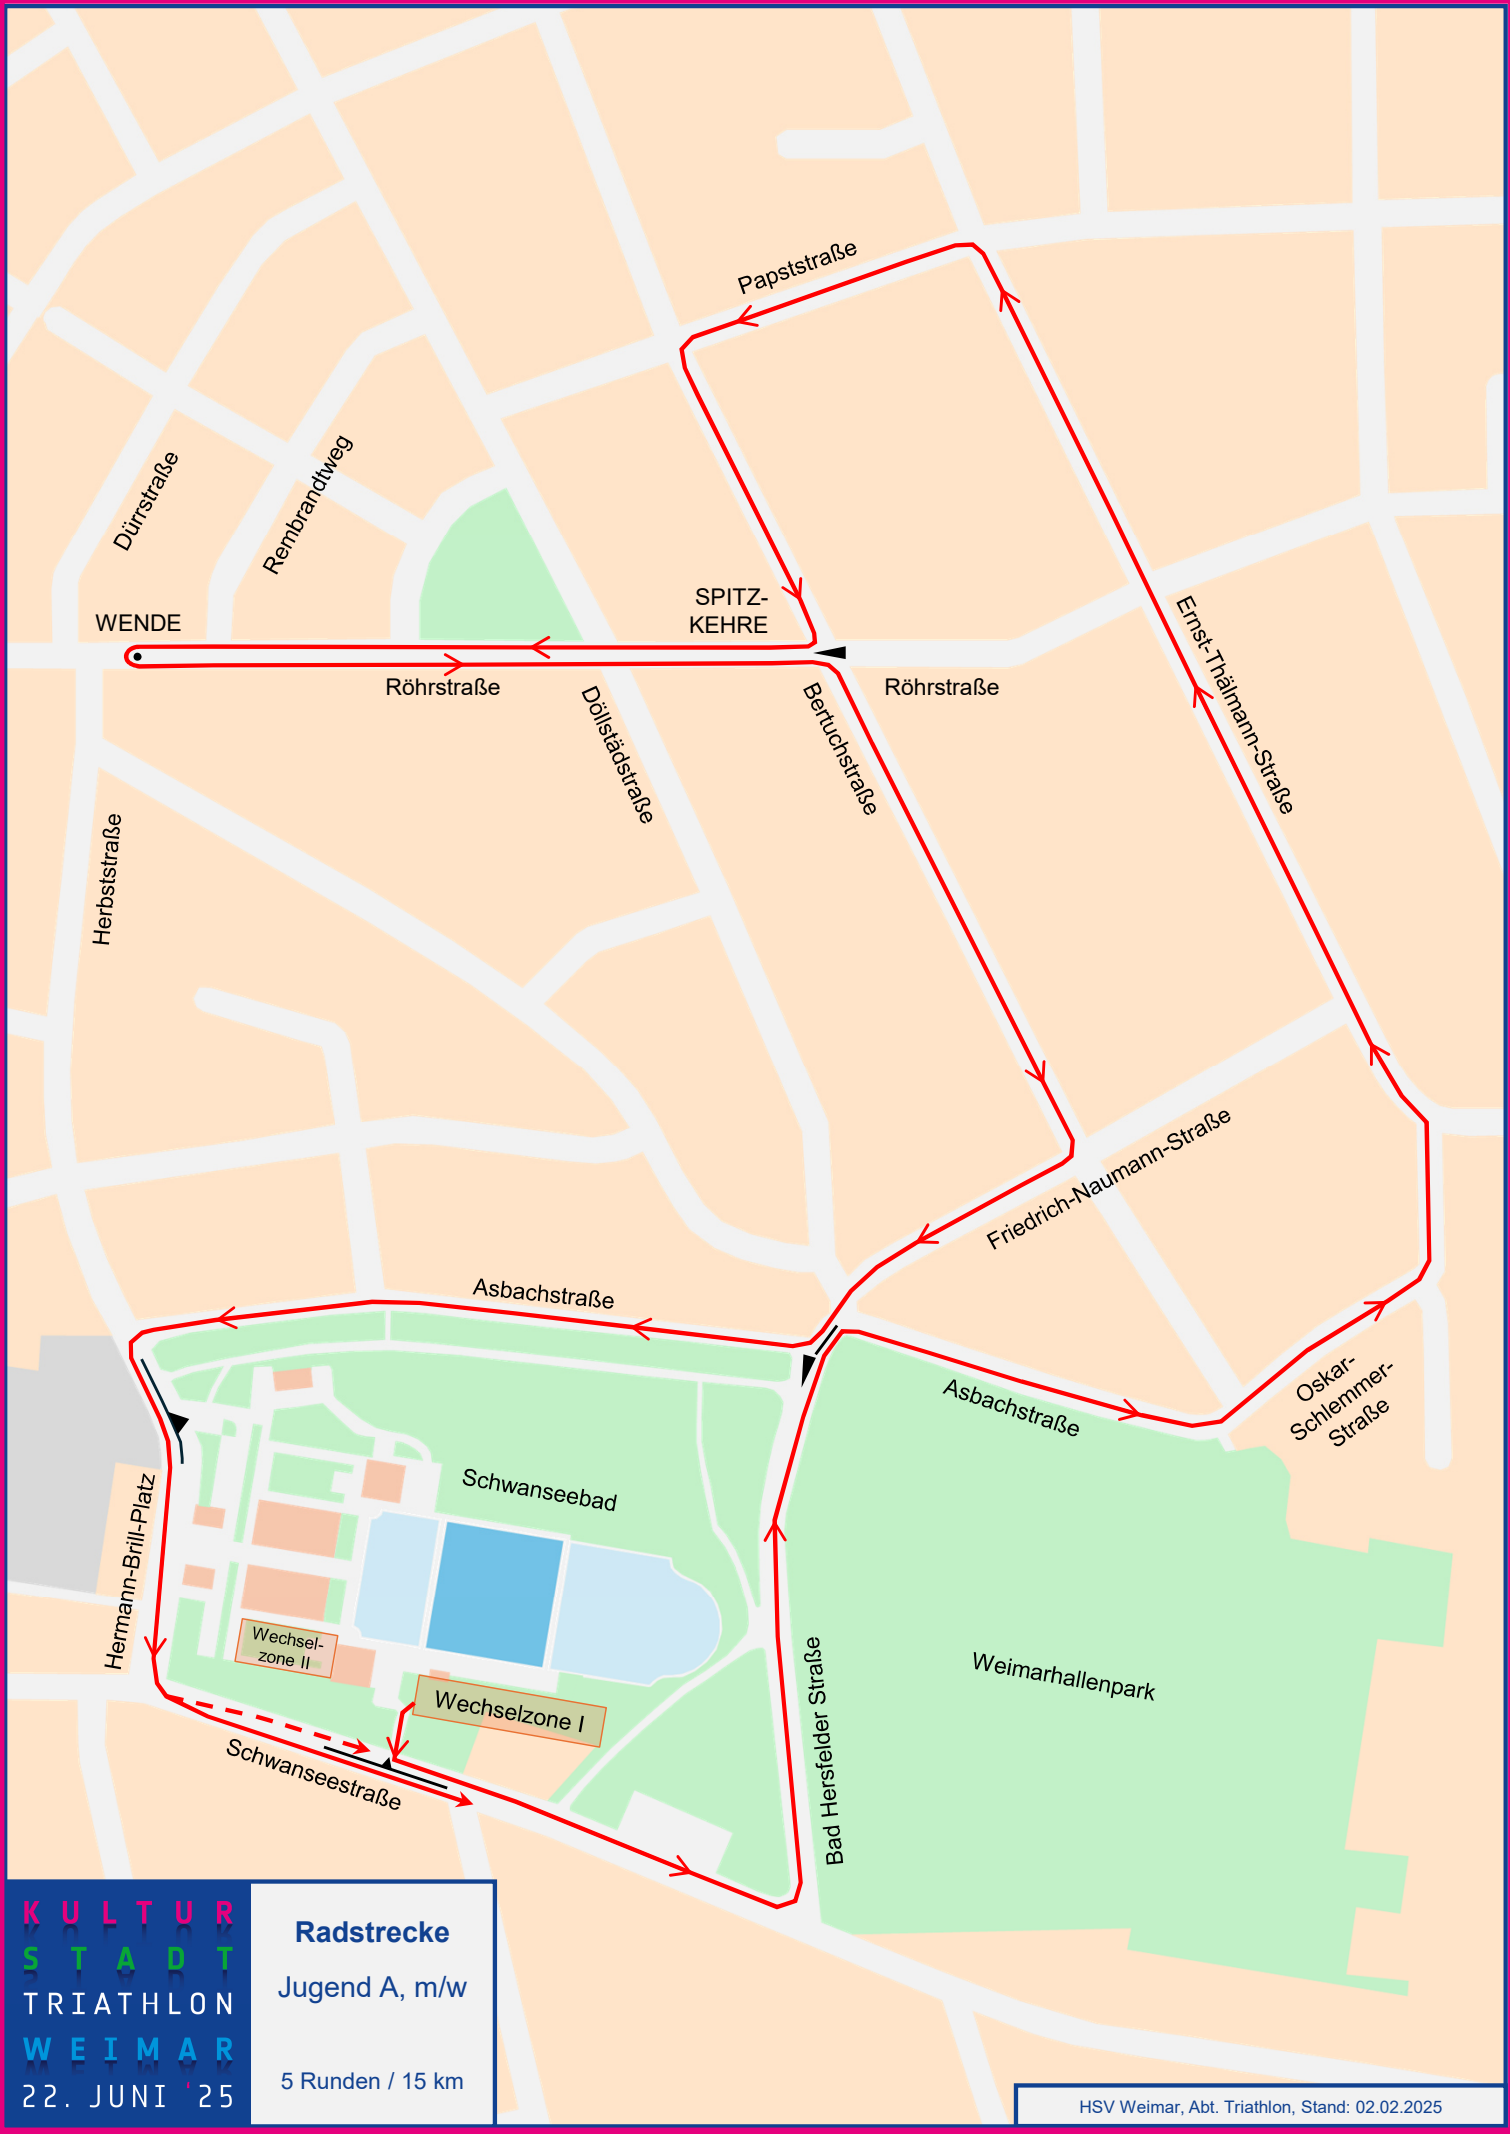 Papststraße
Dürrstraße
Rembrandtweg
WENDE
SPITZ-
KEHRE
Ernst-Thälmann-Straße
Röhrstraße
Röhrstraße
Döllstädstraße
Bertuchstraße
Herbststraße
Friedrich-Naumann-Straße
Asbachstraße
Asbachstraße
Oskar-
Schlemmer-
Straße
Schwanseebad
Hermann-Brill-Platz
Wechsel-
zone II
Wechselzone I
Weimarhallenpark
Bad Hersfelder Straße
Schwanseestraße
KULTUR
STADT
TRIATHLON
WEIMAR
22. JUNI '25
Radstrecke
Jugend A, m/w
5 Runden / 15 km
HSV Weimar, Abt. Triathlon, Stand: 02.02.2025